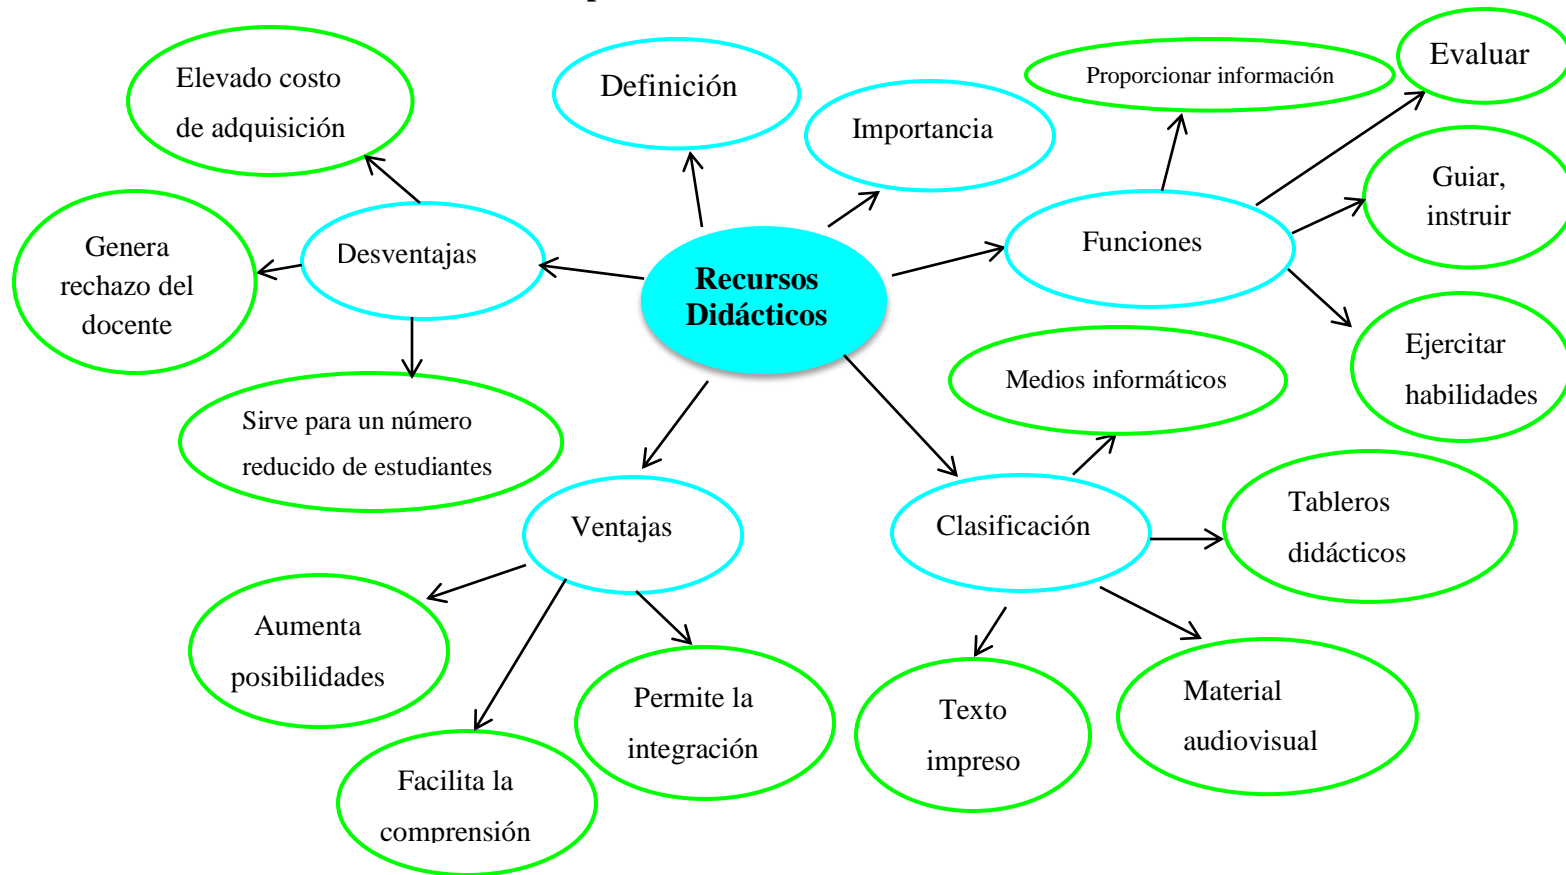 Elevado costo
de adquisición
Definición
Importancia
Proporcionar información
Evaluar
Guiar,
instruir
Genera
rechazo del
docente
Desventajas
Recursos
Didácticos
Funciones
Ejercitar
habilidades
Sirve para un número
reducido de estudiantes
Medios informáticos
Ventajas
Clasificación
Tableros
didácticos
Aumenta
posibilidades
Permite la
integración
Facilita la
comprensión
Texto
impreso
Material
audiovisual